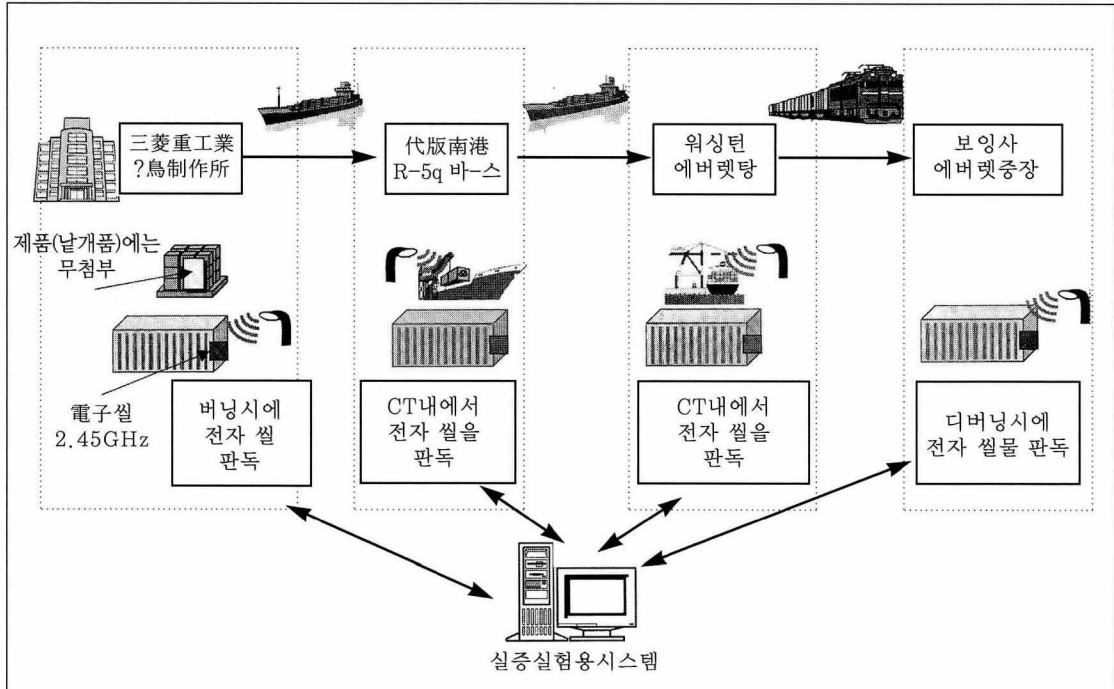 三菱重工業
?鳥制作所
代版南港
R-5q 바-스
워싱턴
에버렛탕
보잉사
에버렛중장
제품(낱개품)에는
무첨부
電子씰
2.45GHz
버닝시에
전자 씰
판독
CT내에서
전자 씰을
판독
CT내에서
전자 씰을
판독
디버닝시에
전자 씰물 판독
실증실험용시스템